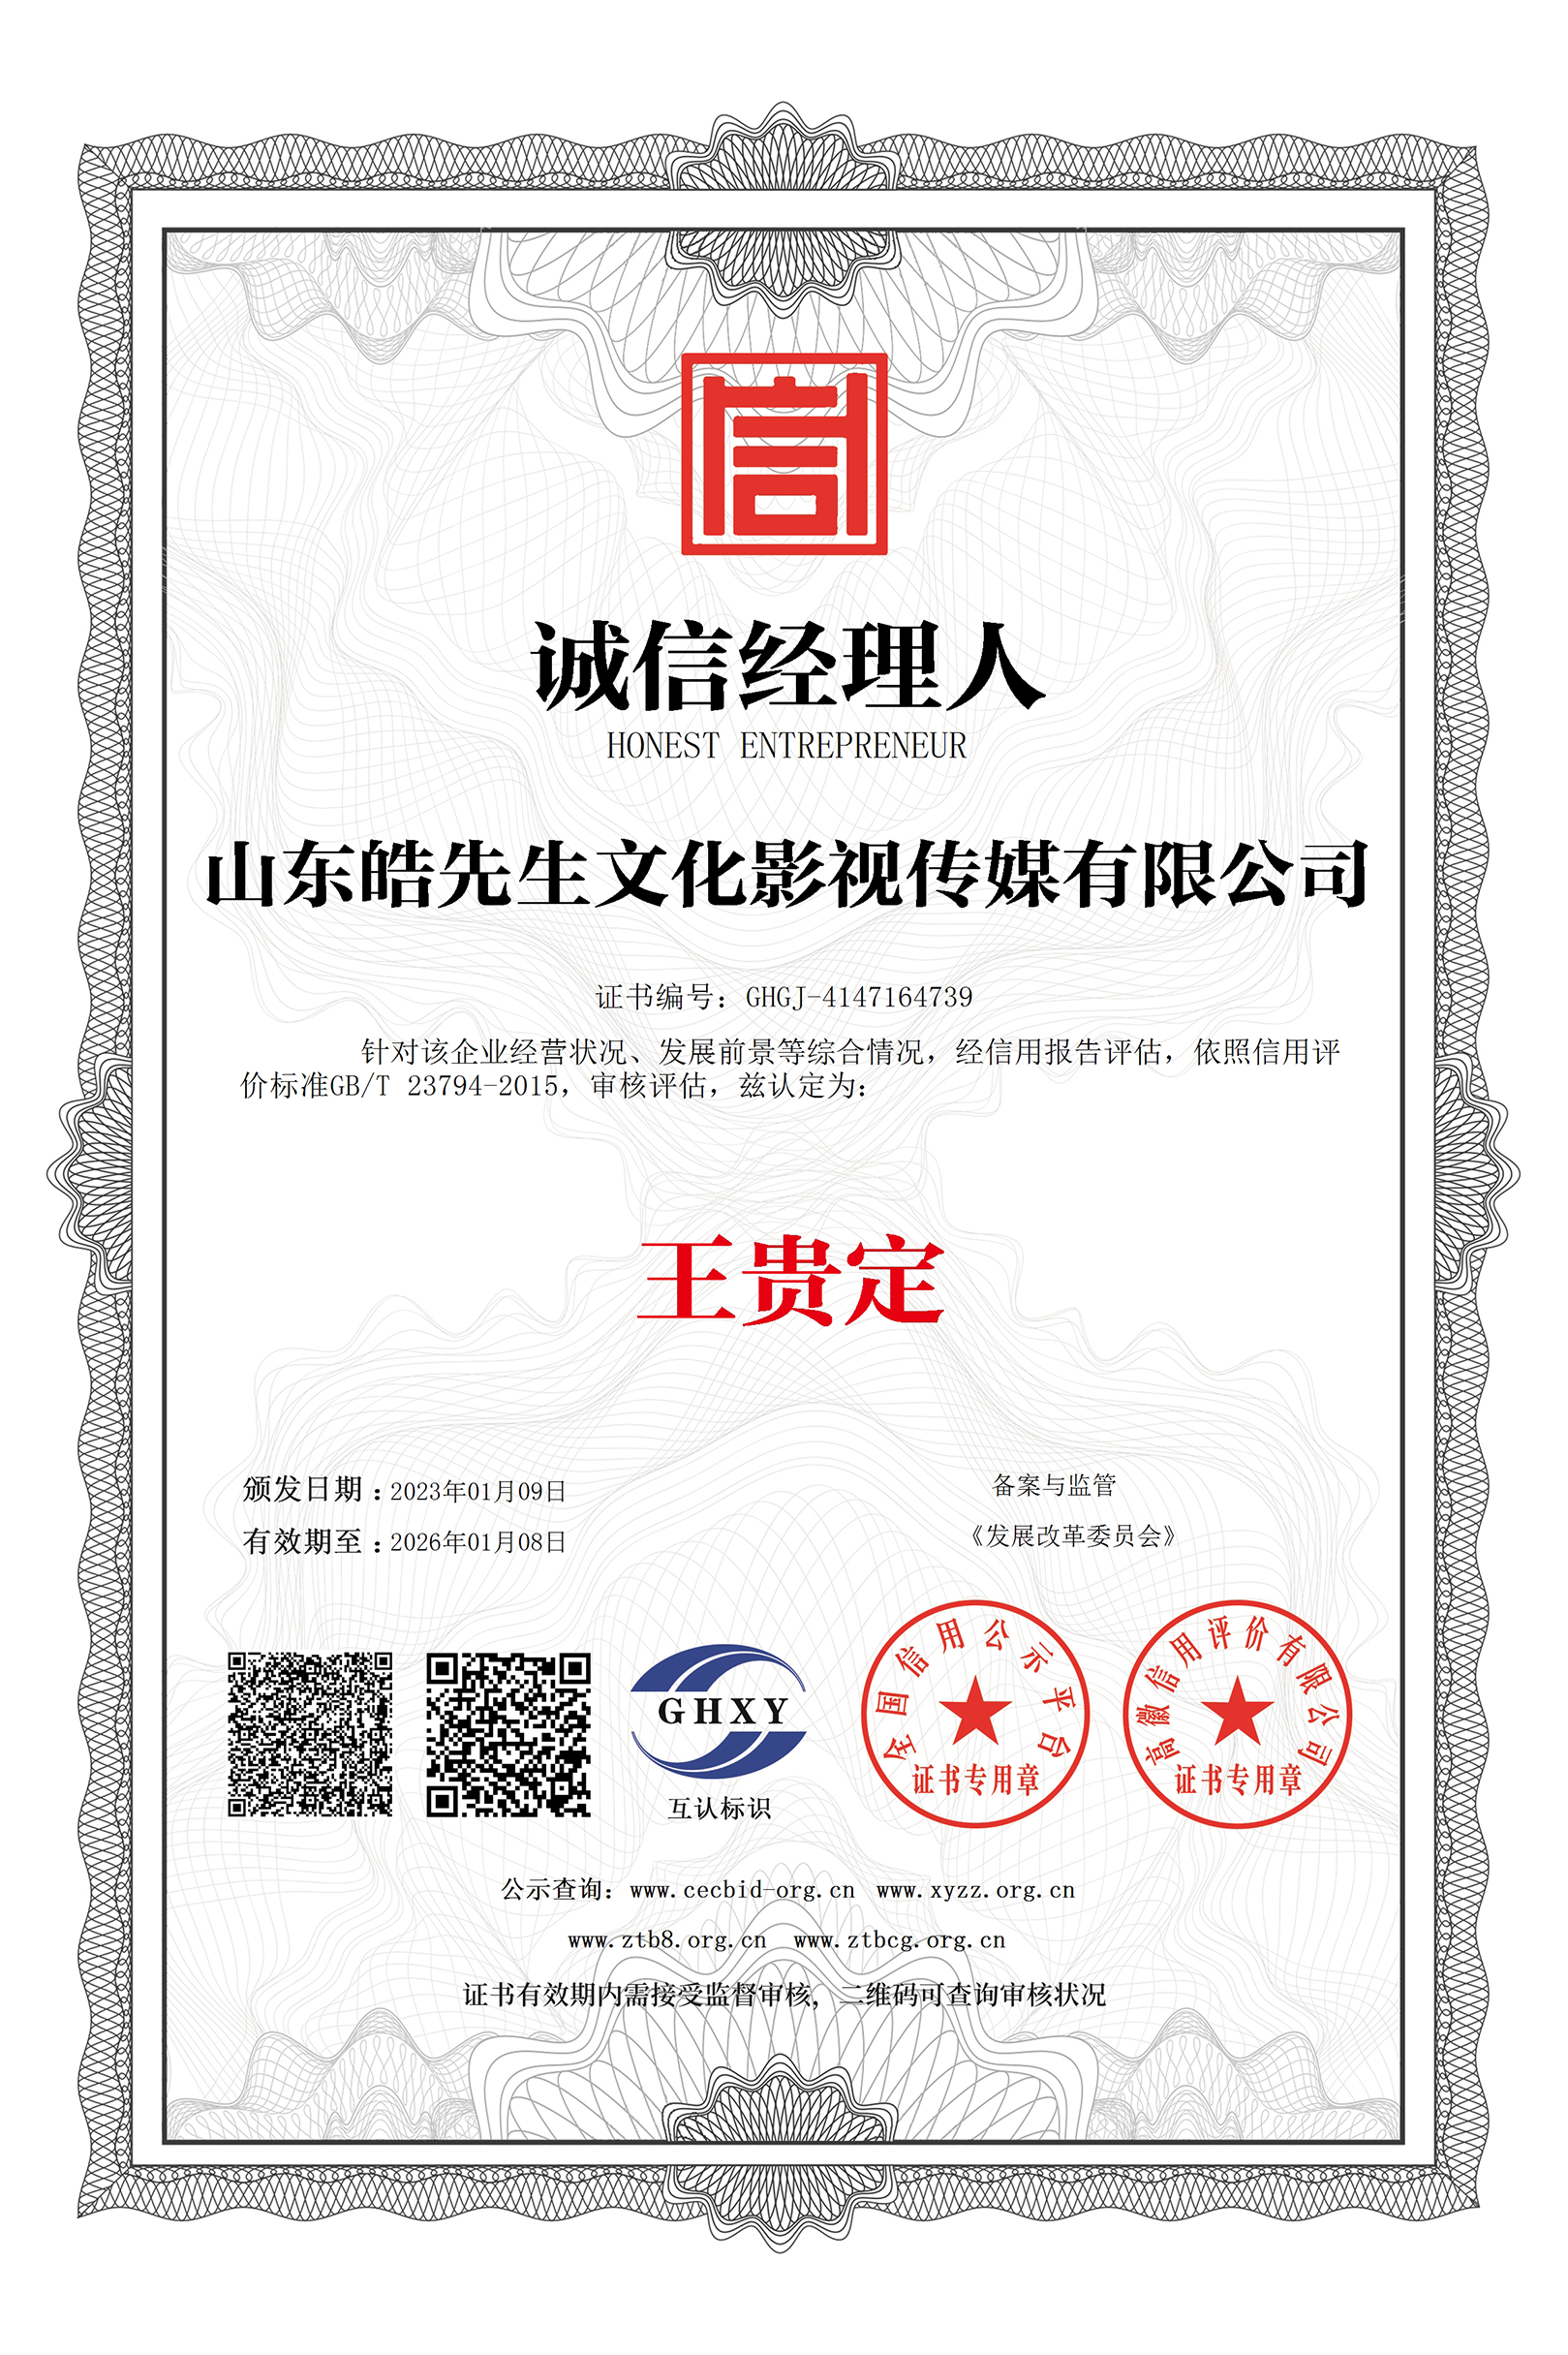 信
诚信经理人
HONEST ENTREPRENEUR
山东皓先生文化影视传媒有限公司
证书编号：GHGJ-4147164739
针对该企业经营状况、发展前景等综合情况，经信用报告评估，依照信用评
价标准GB/T 23794-2015，审核评估，兹认定为：
王贵定
颁发日期：2023年01月09日
有效期至：2026年01月08日
备案与监管
《发展改革委员会》
GHXY
互认标识
全国信用公示平台
证书专用章
高徽信用评价有限公司
证书专用章
公示查询：www.cecbid-org.cn www.xyzz.org.cn
www.ztb8.org.cn www.ztbcg.org.cn
证书有效期内需接受监督审核，二维码可查询审核状况